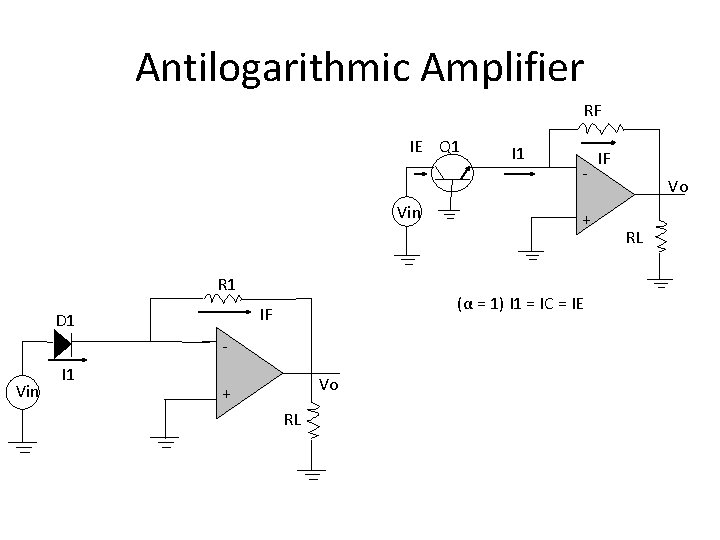 Antilogarithmic Amplifier
RF
IE Q1 I1 IF
-
Vo
Vin
+
RL
(α = 1) I1 = IC = IE
R1
D1
IF
-
I1
Vin
+
Vo
RL